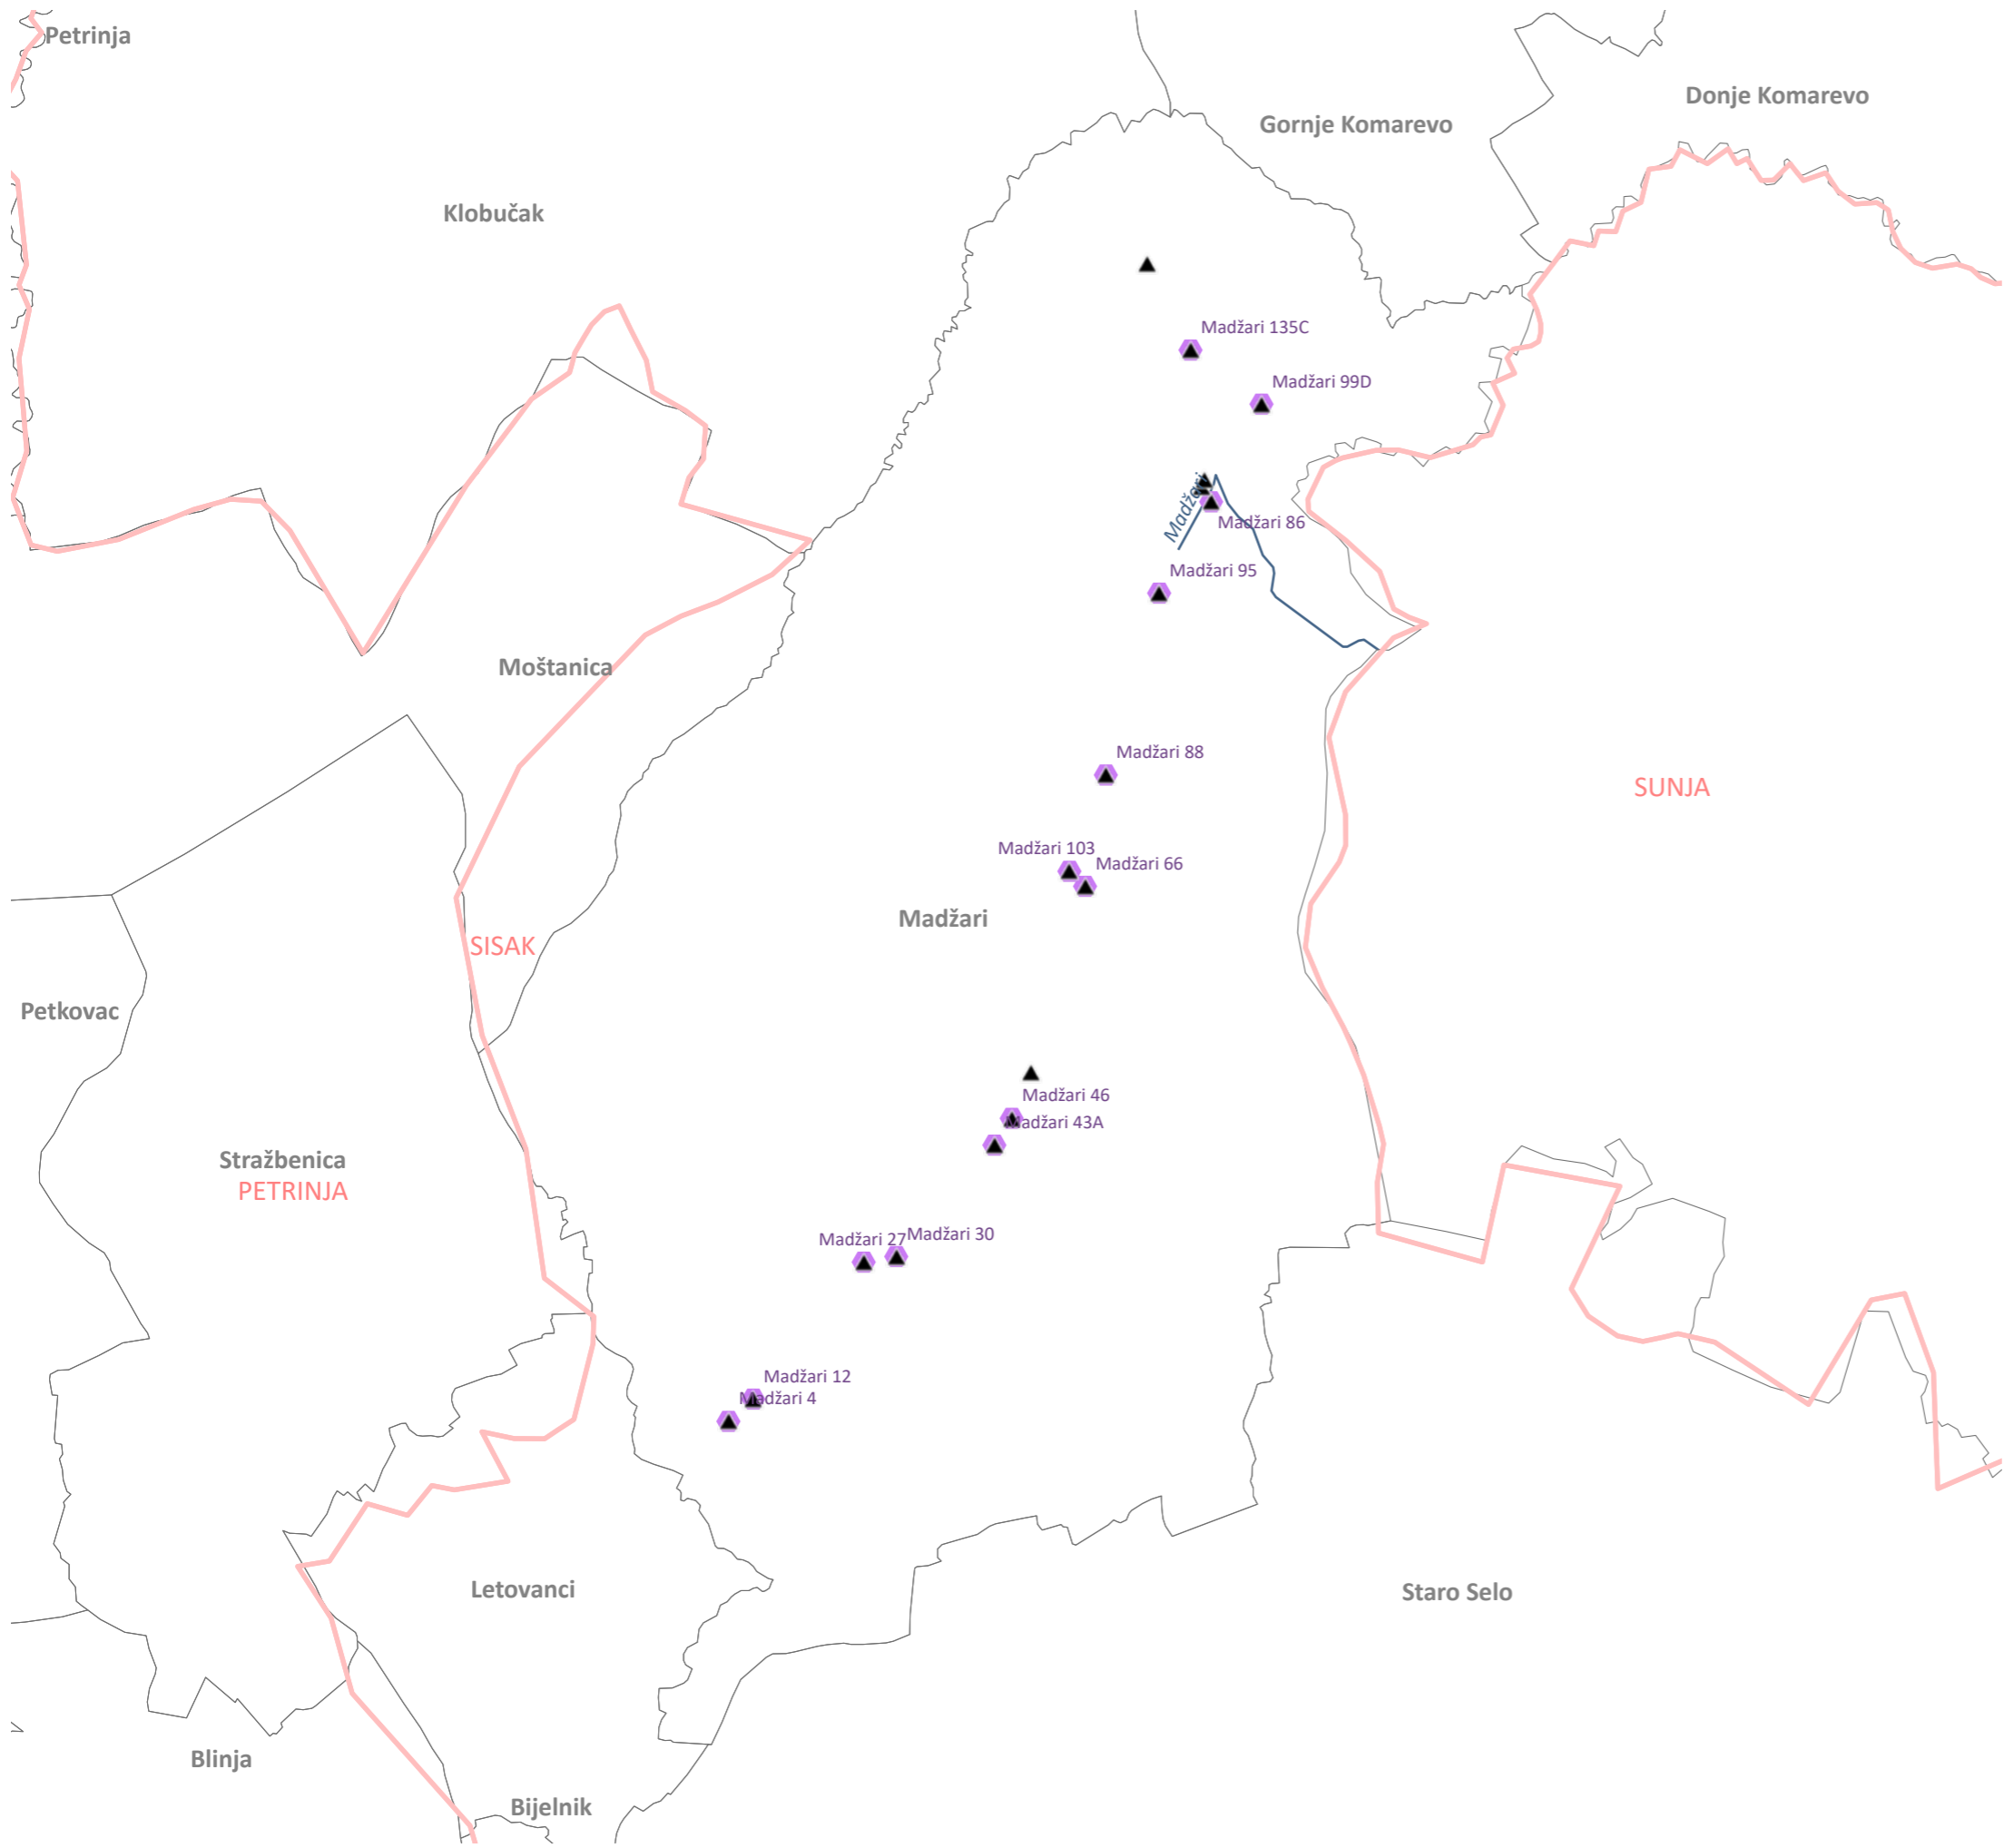 Petrinja
Donje Komarevo
Gornje Komarevo
Klobučak
Madžari 135C
Madžari 99D
Madžari
Madžari 86
Madžari 95
Moštanica
Madžari 88
SUNJA
Madžari 103
Madžari 66
Madžari
SISAK
Petkovac
Madžari 46
Madžari 43A
Stražbenica
PETRINJA
Madžari 27
Madžari 30
Madžari 12
Madžari 4
Letovanci
Staro Selo
Blinja
Bijelnik